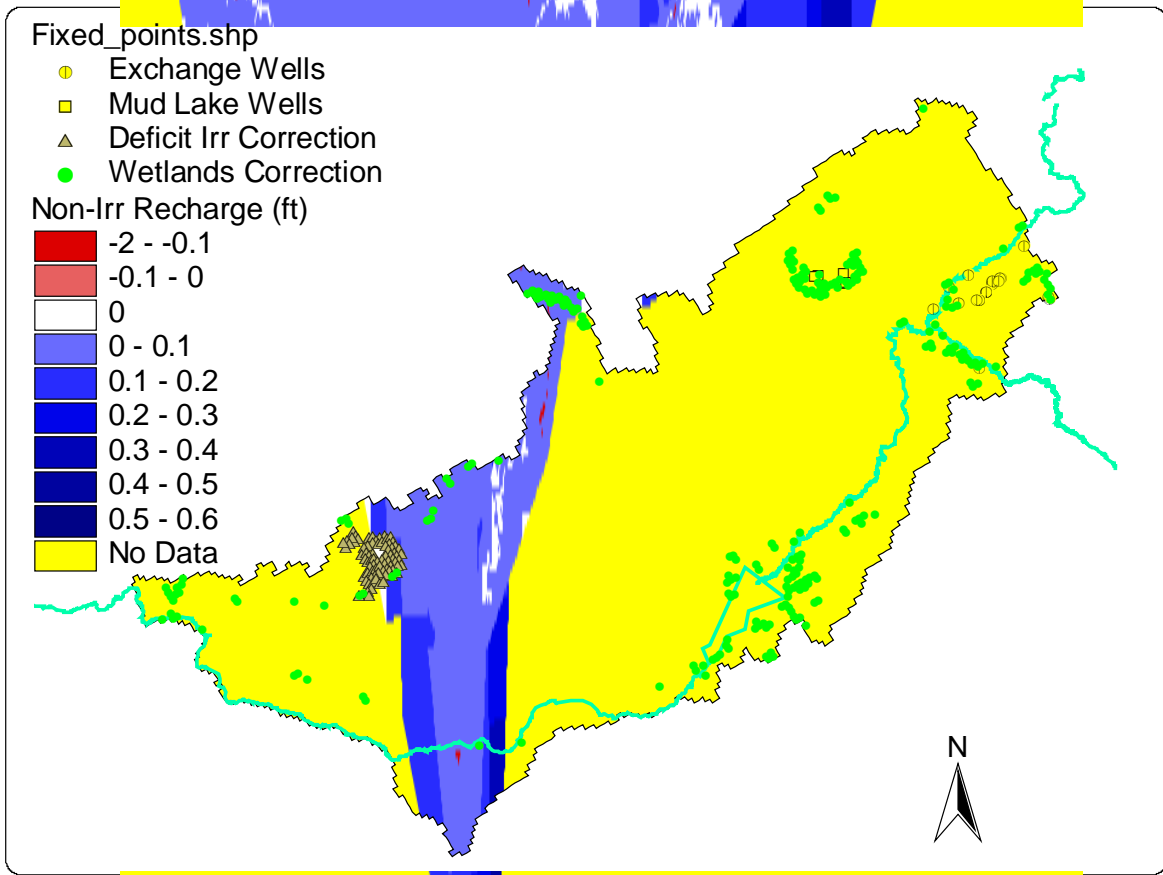 Fixed_points.shp
Exchange Wells
Mud Lake Wells
Deficit Irr Correction
Wetlands Correction
Non-Irr Recharge (ft)
-2 - -0.1
-0.1 - 0
0
0 - 0.1
0.1 - 0.2
0.2 - 0.3
0.3 - 0.4
0.4 - 0.5
0.5 - 0.6
No Data
N